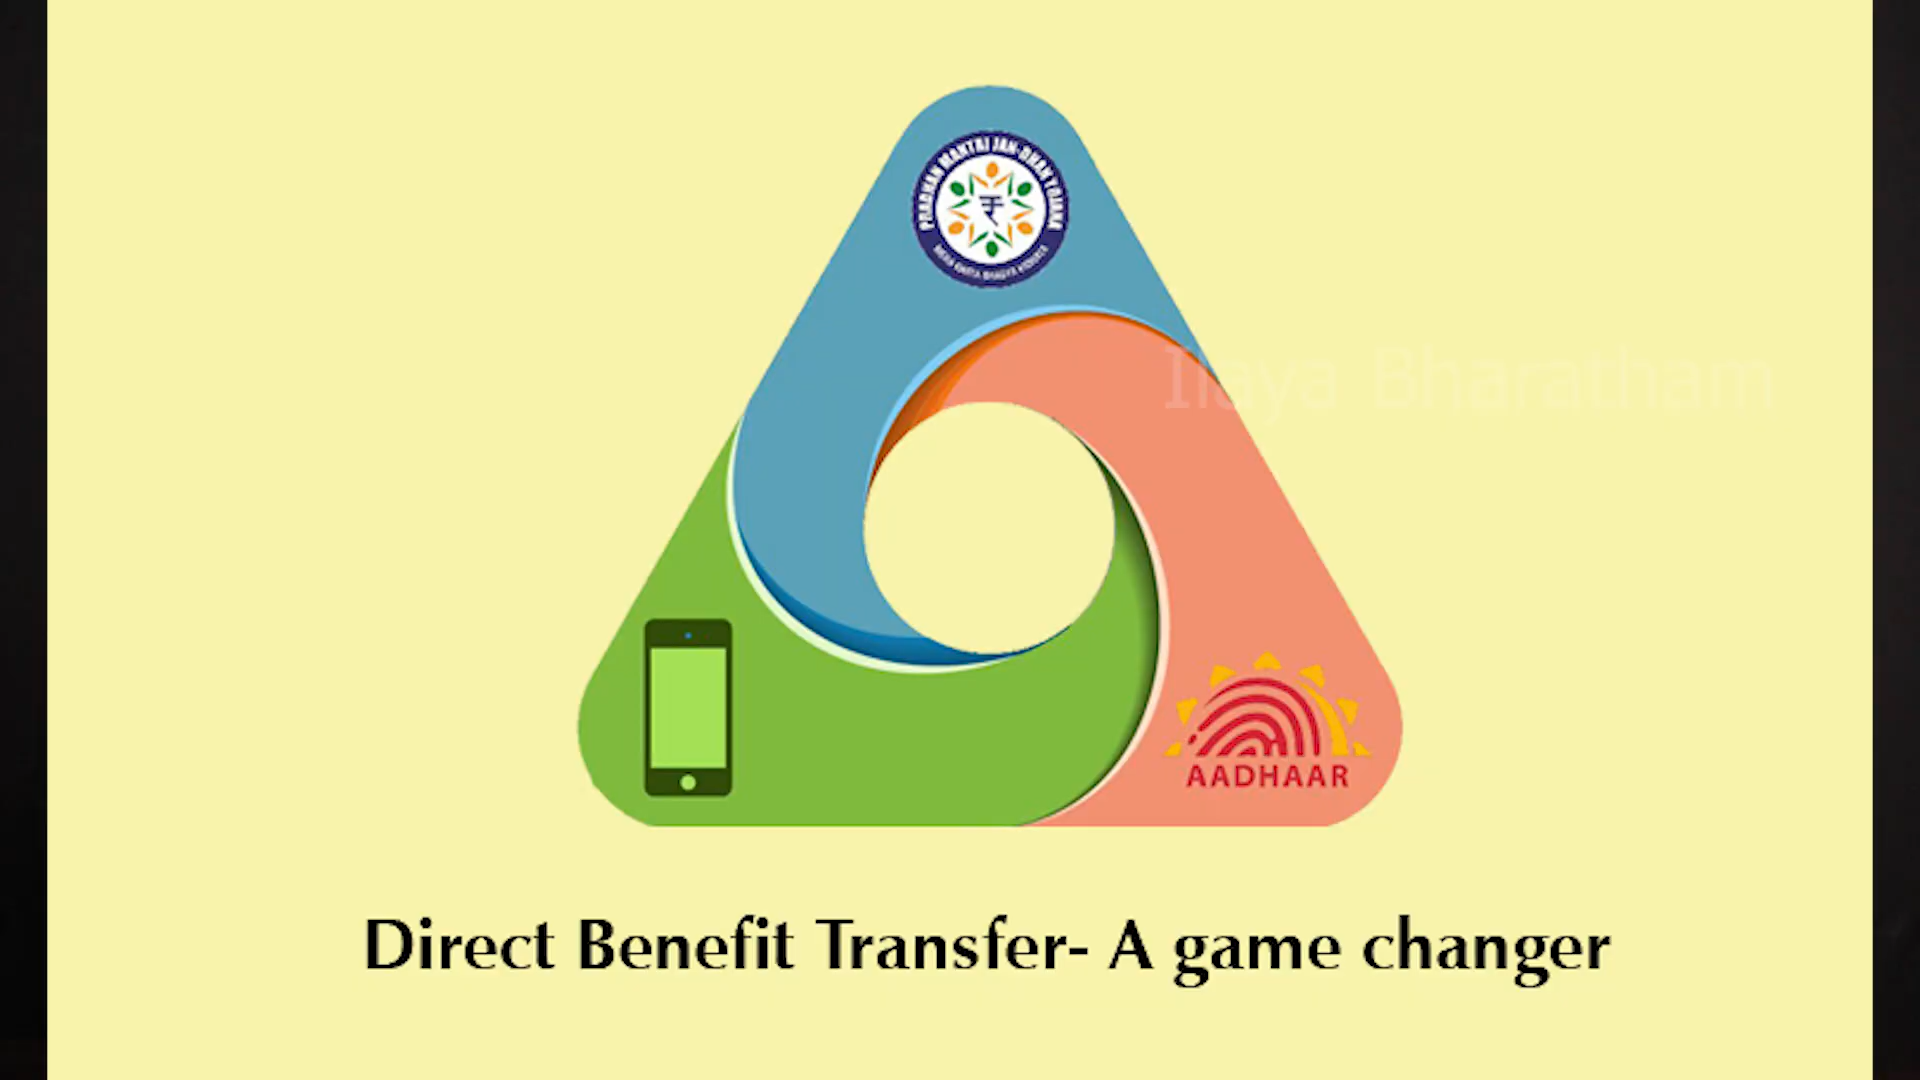 PRADHAN MANTRI JAN-DHAN YOJANA
Ilaya Bharatham
AADHAAR
Direct Benefit Transfer- A game changer